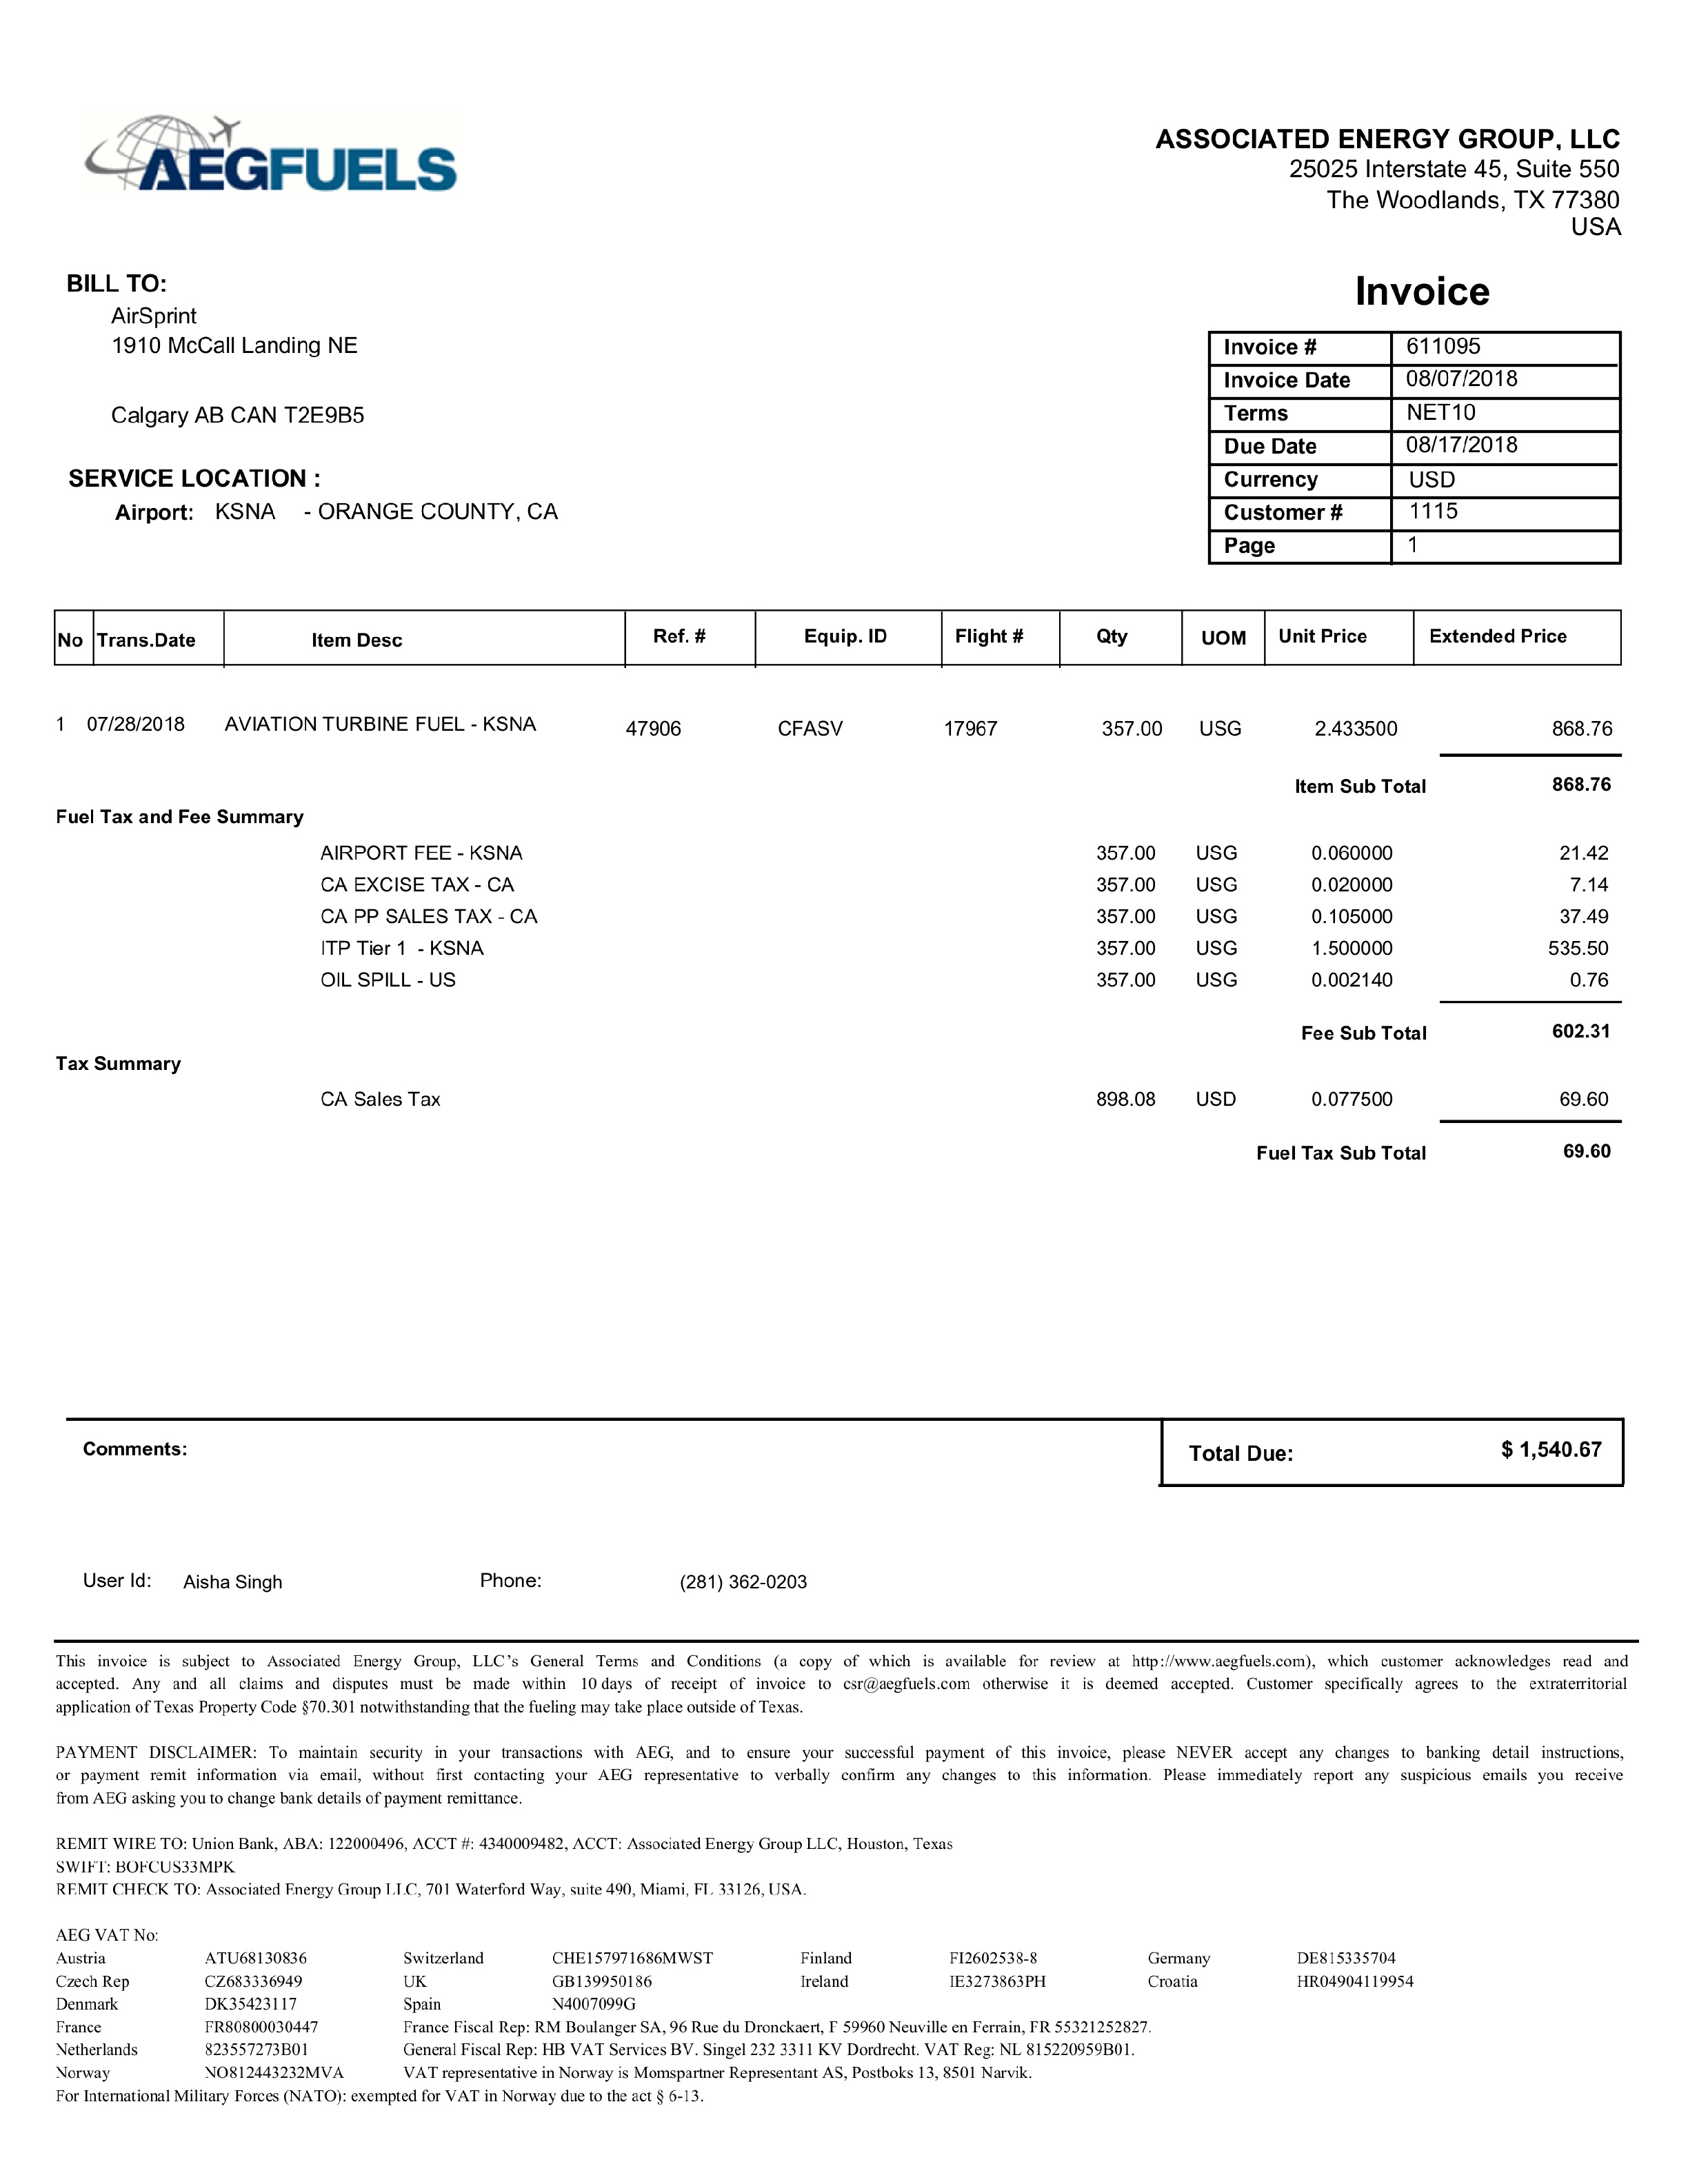 AEGFUELS
ASSOCIATED ENERGY GROUP, LLC
25025 Interstate 45, Suite 550
The Woodlands, TX 77380
USA
BILL TO:
AirSprint
1910 McCall Landing NE
Calgary AB CAN T2E9B5
SERVICE LOCATION :
Airport: KSNA - ORANGE COUNTY, CA
Invoice
Invoice # 611095
Invoice Date 08/07/2018
Terms NET10
Due Date 08/17/2018
Currency USD
Customer # 1115
Page 1
No Trans.Date Item Desc Ref. # Equip. ID Flight # Qty UOM Unit Price Extended Price
1 07/28/2018 AVIATION TURBINE FUEL - KSNA 47906 CFASV 17967 357.00 USG 2.433500 868.76
Item Sub Total 868.76
Fuel Tax and Fee Summary
AIRPORT FEE - KSNA 357.00 USG 0.060000 21.42
CA EXCISE TAX - CA 357.00 USG 0.020000 7.14
CA PP SALES TAX - CA 357.00 USG 0.105000 37.49
ITP Tier 1 - KSNA 357.00 USG 1.500000 535.50
OIL SPILL - US 357.00 USG 0.002140 0.76
Fee Sub Total 602.31
Tax Summary
CA Sales Tax 898.08 USD 0.077500 69.60
Fuel Tax Sub Total 69.60
Comments:
Total Due: $ 1,540.67
User Id: Aisha Singh Phone: (281) 362-0203
This invoice is subject to Associated Energy Group, LLC's General Terms and Conditions (a copy of which is available for review at http://www.aegfuels.com), which customer acknowledges read and
accepted. Any and all claims and disputes must be made within 10 days of receipt of invoice to csr@aegfuels.com otherwise it is deemed accepted. Customer specifically agrees to the extraterritorial
application of Texas Property Code §70.301 notwithstanding that the fueling may take place outside of Texas.
PAYMENT DISCLAIMER: To maintain security in your transactions with AEG, and to ensure your successful payment of this invoice, please NEVER accept any changes to banking detail instructions,
or payment remit information via email, without first contacting your AEG representative to verbally confirm any changes to this information. Please immediately report any suspicious emails you receive
from AEG asking you to change bank details of payment remittance.
REMIT WIRE TO: Union Bank, ABA: 122000496, ACCT #: 4340009482, ACCT: Associated Energy Group LLC, Houston, Texas
SWIFT: BOFCUS33MPK
REMIT CHECK TO: Associated Energy Group LLC, 701 Waterford Way, suite 490, Miami, FL 33126, USA.
AEG VAT No:
Austria ATU68130836 Switzerland CHE157971686MWST Finland FI2602538-8 Germany DE815335704
Czech Rep CZ683336949 UK GB139950186 Ireland IE3273863PH Croatia HR04904119954
Denmark DK35423117 Spain N4007099G
France FR80800030447 France Fiscal Rep: RM Boulanger SA, 96 Rue du Dronckaert, F 59960 Neuville en Ferrain, FR 55321252827.
Netherlands 823557273B01 General Fiscal Rep: HB VAT Services BV. Singel 232 3311 KV Dordrecht. VAT Reg: NL 815220959B01.
Norway NO812443232MVA VAT representative in Norway is Momspartner Representant AS, Postboks 13, 8501 Narvik.
For International Military Forces (NATO): exempted for VAT in Norway due to the act § 6-13.